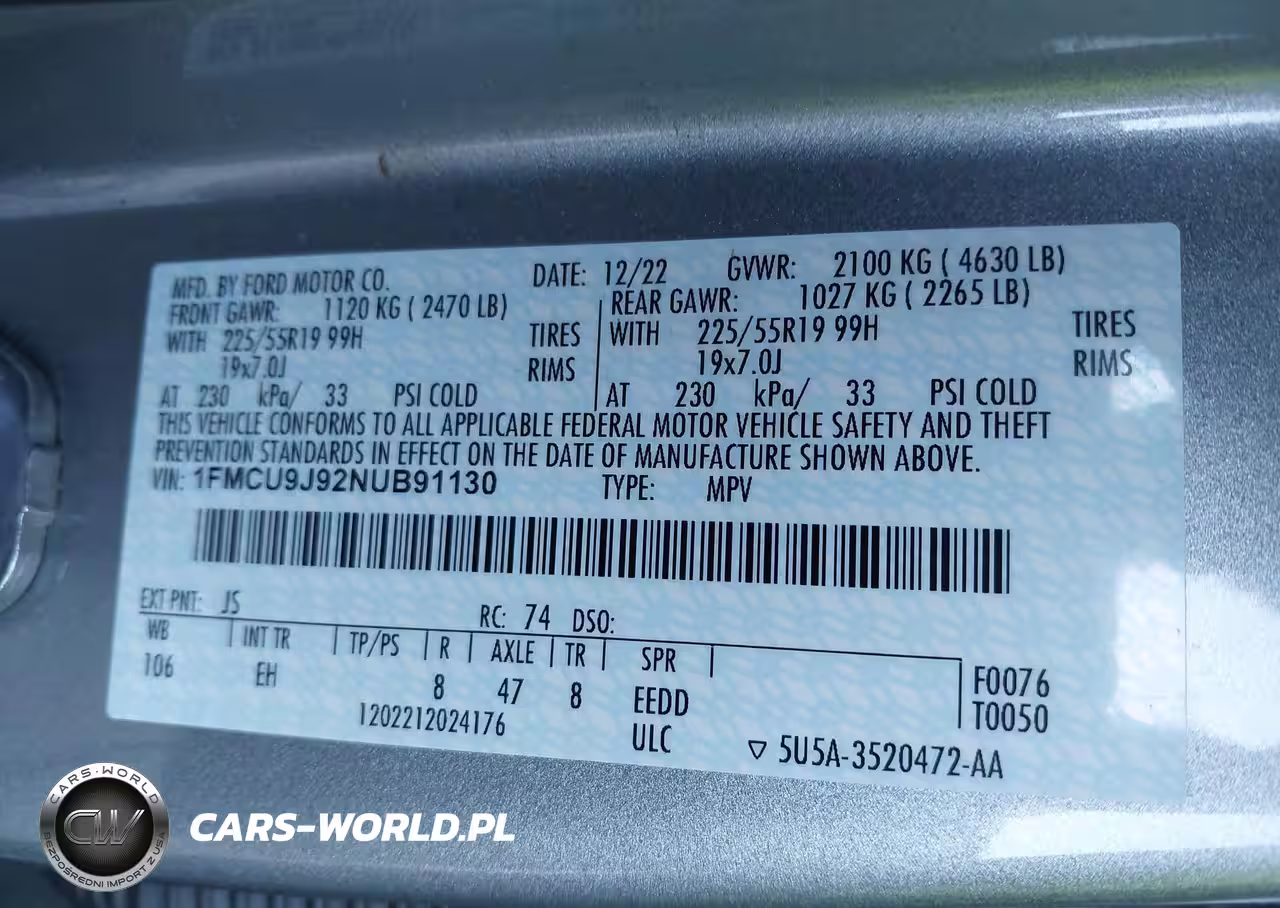 MFD. BY FORD MOTOR CO. DATE: 12/22 GVWR: 2100 KG ( 4630 LB)
FRONT GAWR: 1120 KG ( 2470 LB) REAR GAWR: 1027 KG ( 2265 LB)
WITH 225/55R19 99H TIRES WITH 225/55R19 99H TIRES
19x7.0J RIMS 19x7.0J RIMS
AT 230 kPa/ 33 PSI COLD AT 230 kPa/ 33 PSI COLD
THIS VEHICLE CONFORMS TO ALL APPLICABLE FEDERAL MOTOR VEHICLE SAFETY AND THEFT
PREVENTION STANDARDS IN EFFECT ON THE DATE OF MANUFACTURE SHOWN ABOVE.
VIN: 1FMCU9J92NUB91130 TYPE: MPV
EXT PNT: JS RC: 74 DSO:
WB INT TR TP/PS R AXLE TR SPR
106 EH 8 47 8 EEDD F0076
1202212024176 ULC T0050
▽ 5U5A-3520472-AA
CARS-WORLD
CW
BEZPOŚREDNI IMPORT Z USA
CARS-WORLD.PL